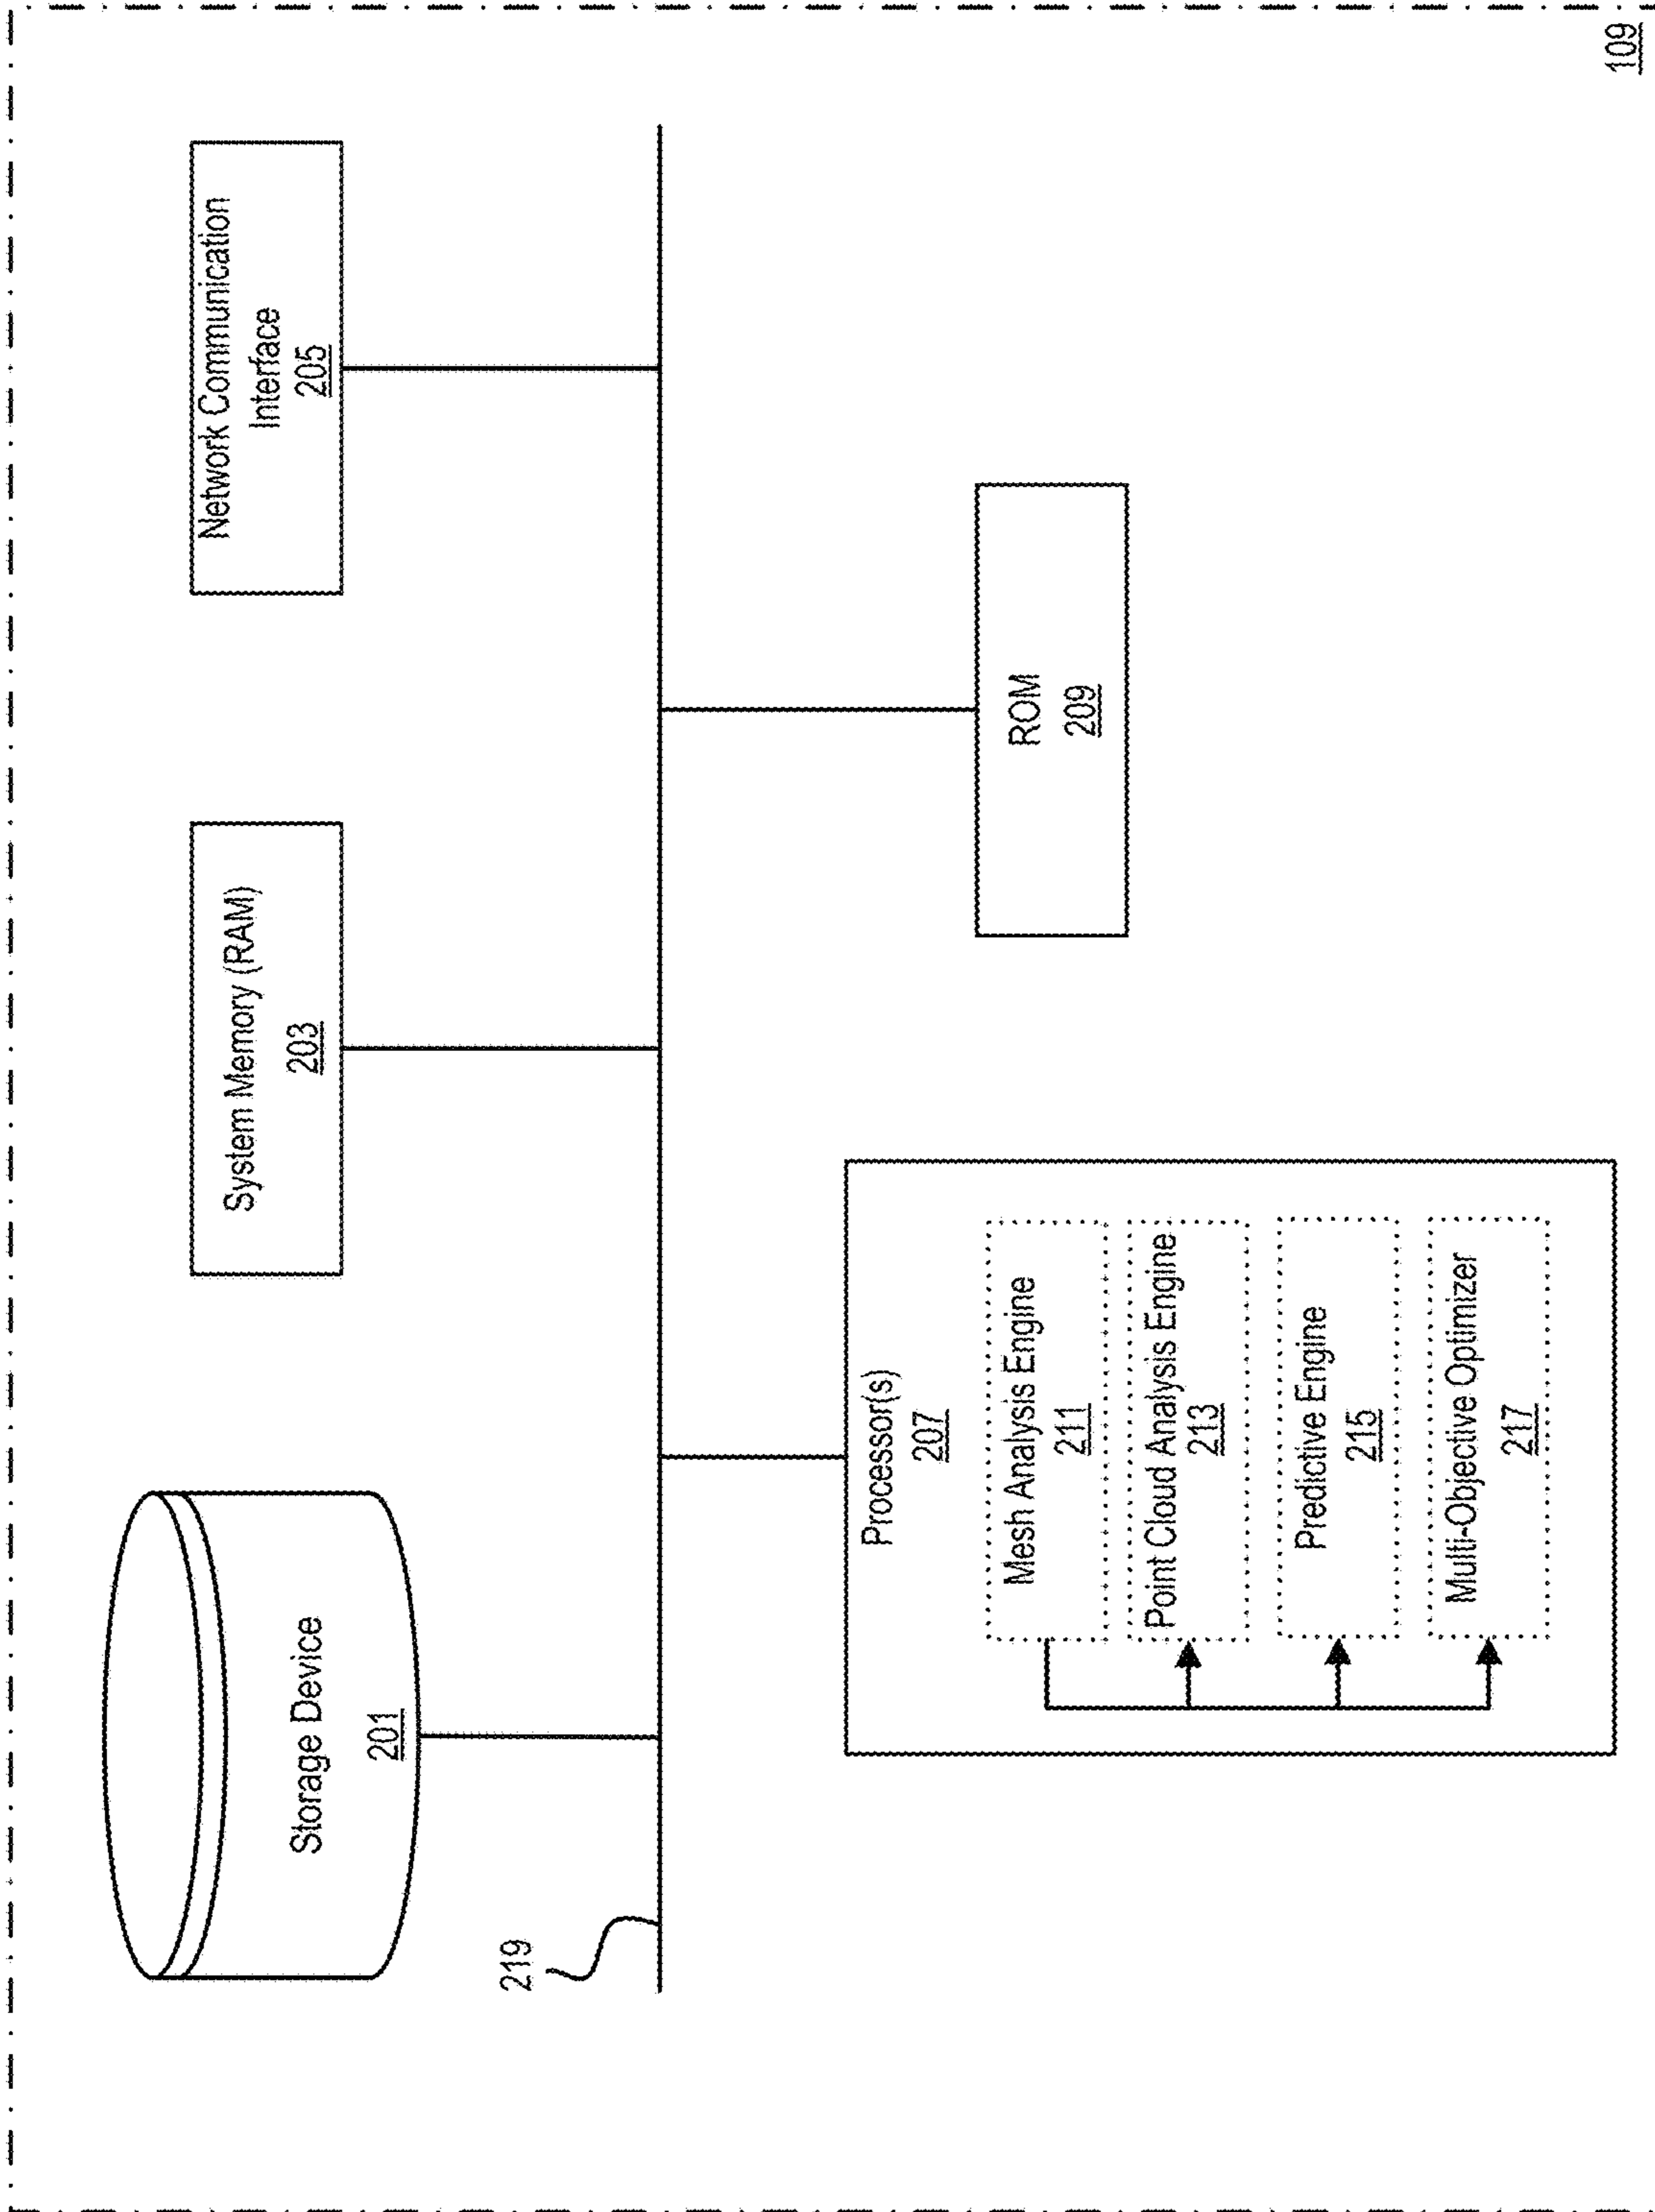 Storage Device
201
System Memory (RAM)
203
Network Communication
Interface
205
219
Processor(s)
207
Mesh Analysis Engine
211
Point Cloud Analysis Engine
213
Predictive Engine
215
Multi-Objective Optimizer
217
ROM
209
109